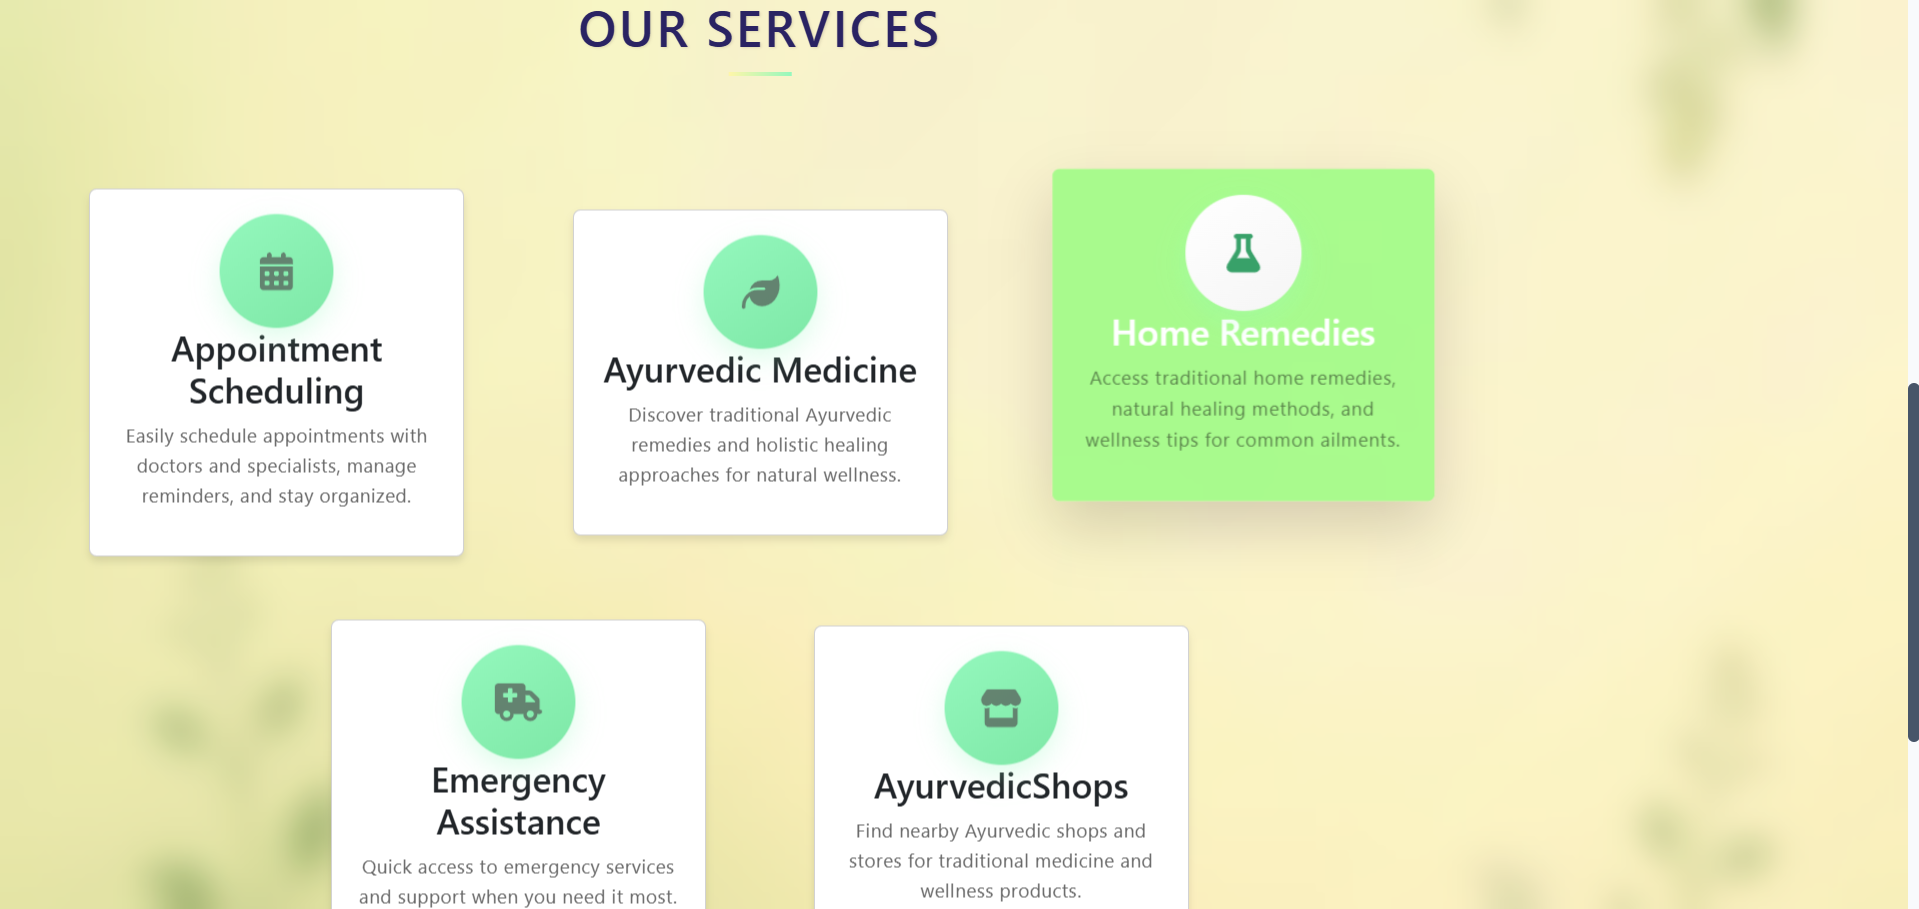 OUR SERVICES
Appointment
Scheduling
Easily schedule appointments with
doctors and specialists, manage
reminders, and stay organized.
Ayurvedic Medicine
Discover traditional Ayurvedic
remedies and holistic healing
approaches for natural wellness.
Home Remedies
Access traditional home remedies,
natural healing methods, and
wellness tips for common ailments.
Emergency
Assistance
Quick access to emergency services
and support when you need it most.
AyurvedicShops
Find nearby Ayurvedic shops and
stores for traditional medicine and
wellness products.